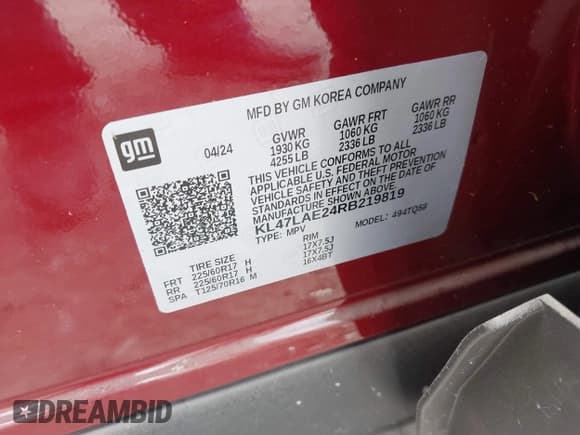 MFD BY GM KOREA COMPANY
gm
04/24
GVWR GAWR FRT GAWR RR
1930 KG 1060 KG 1060 KG
4255 LB 2336 LB 2336 LB
THIS VEHICLE CONFORMS TO ALL
APPLICABLE U.S. FEDERAL MOTOR
VEHICLE SAFETY AND THEFT PREVENTION
STANDARDS IN EFFECT ON THE DATE OF
MANUFACTURE SHOWN ABOVE.
KL47LAE24RB219819
TYPE: MPV MODEL: 494TQ58
TIRE SIZE RIM
FRT 225/60R17 H 17X7.5J
RR 225/60R17 H 17X7.5J
SPA T125/70R16 M 16X4BT
DREAMBID